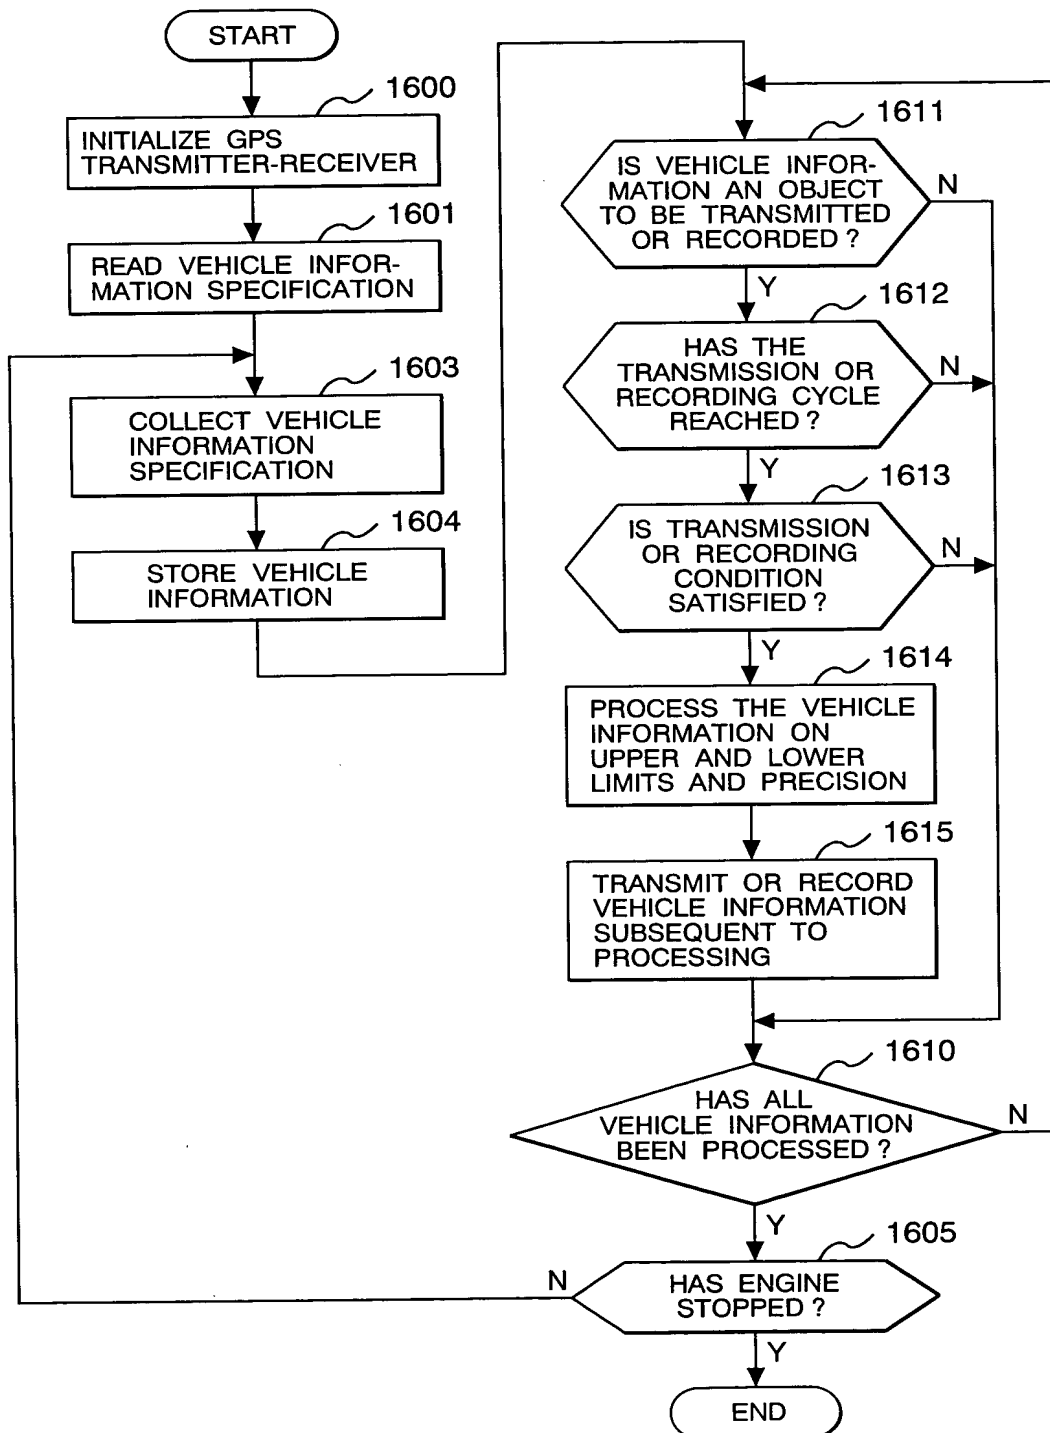 START
1600
INITIALIZE GPS
TRANSMITTER-RECEIVER
1601
READ VEHICLE INFOR-
MATION SPECIFICATION
1603
COLLECT VEHICLE
INFORMATION
SPECIFICATION
1604
STORE VEHICLE
INFORMATION
1611
IS VEHICLE INFOR-
MATION AN OBJECT
TO BE TRANSMITTED
OR RECORDED ?
N
Y
1612
HAS THE
TRANSMISSION OR
RECORDING CYCLE
REACHED ?
N
Y
1613
IS TRANSMISSION
OR RECORDING
CONDITION
SATISFIED ?
N
Y
1614
PROCESS THE VEHICLE
INFORMATION ON
UPPER AND LOWER
LIMITS AND PRECISION
1615
TRANSMIT OR RECORD
VEHICLE INFORMATION
SUBSEQUENT TO
PROCESSING
1610
HAS ALL
VEHICLE INFORMATION
BEEN PROCESSED ?
N
Y
1605
HAS ENGINE
STOPPED ?
N
Y
END